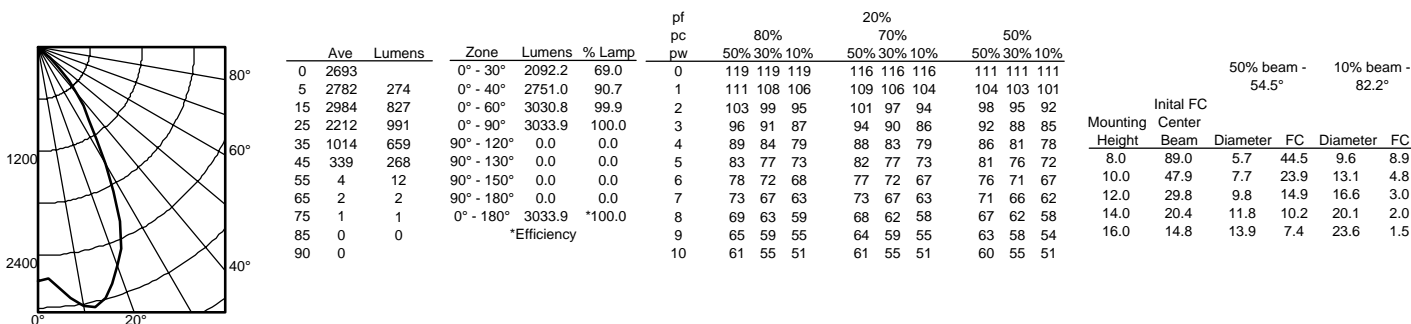 1200
2400
0°
20°
40°
60°
80°
Ave Lumens
0 2693
5 2782 274
15 2984 827
25 2212 991
35 1014 659
45 339 268
55 4 12
65 2 2
75 1 1
85 0 0
90 0
Zone Lumens % Lamp
0° - 30° 2092.2 69.0
0° - 40° 2751.0 90.7
0° - 60° 3030.8 99.9
0° - 90° 3033.9 100.0
90° - 120° 0.0 0.0
90° - 130° 0.0 0.0
90° - 150° 0.0 0.0
90° - 180° 0.0 0.0
0° - 180° 3033.9 *100.0
*Efficiency
pf 20%
pc 80% 70% 50%
pw 50% 30% 10% 50% 30% 10% 50% 30% 10%
0 119 119 119 116 116 116 111 111 111
1 111 108 106 109 106 104 104 103 101
2 103 99 95 101 97 94 98 95 92
3 96 91 87 94 90 86 92 88 85
4 89 84 79 88 83 79 86 81 78
5 83 77 73 82 77 73 81 76 72
6 78 72 68 77 72 67 76 71 67
7 73 67 63 73 67 63 71 66 62
8 69 63 59 68 62 58 67 62 58
9 65 59 55 64 59 55 63 58 54
10 61 55 51 61 55 51 60 55 51
50% beam - 10% beam -
54.5° 82.2°
Inital FC
Mounting Center
Height Beam Diameter FC Diameter FC
8.0 89.0 5.7 44.5 9.6 8.9
10.0 47.9 7.7 23.9 13.1 4.8
12.0 29.8 9.8 14.9 16.6 3.0
14.0 20.4 11.8 10.2 20.1 2.0
16.0 14.8 13.9 7.4 23.6 1.5